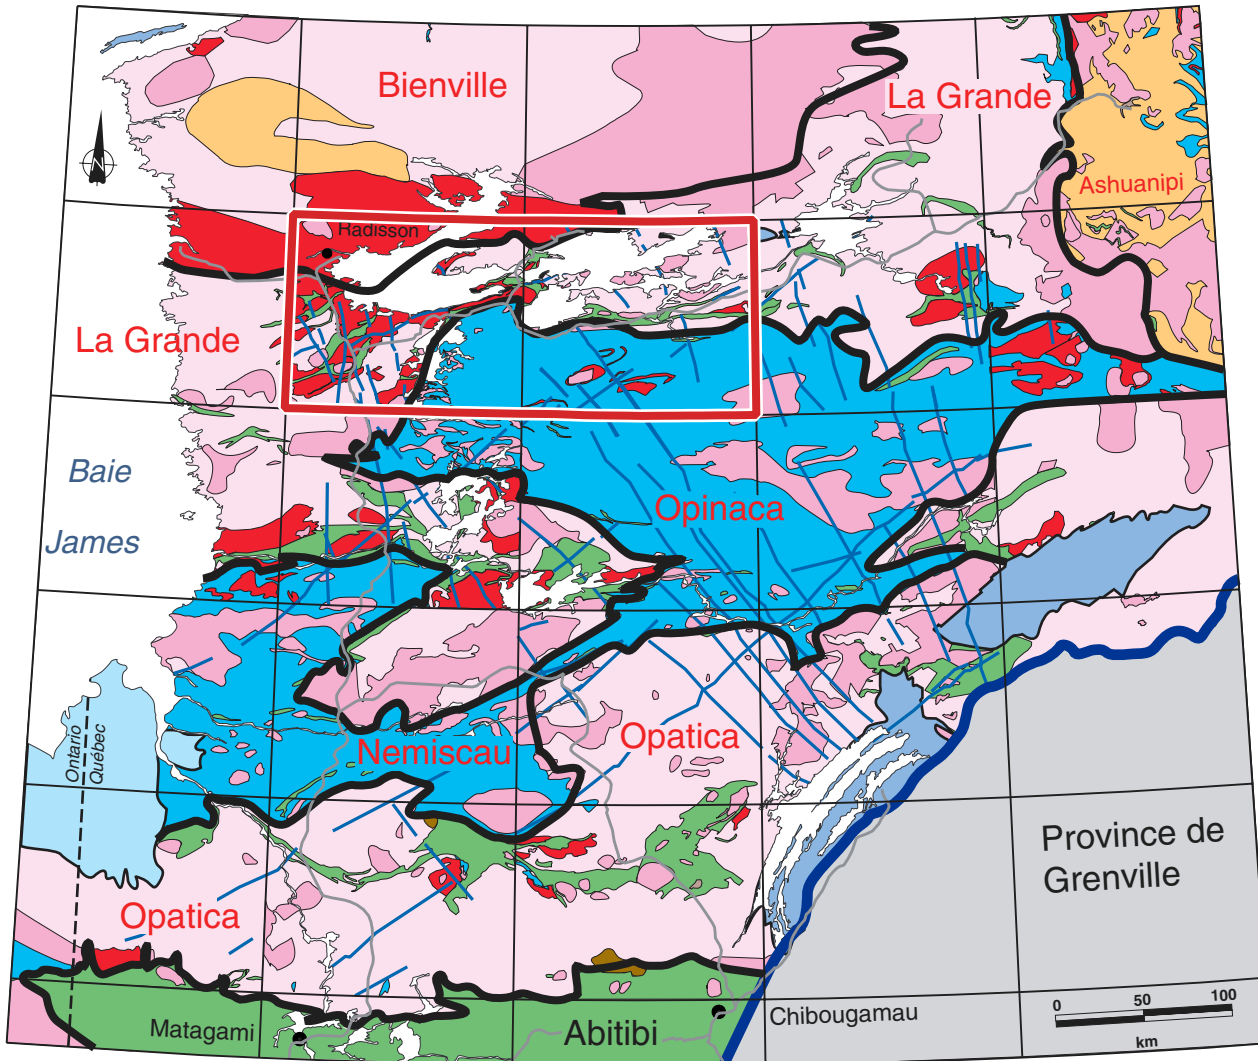 Bienville
La Grande
Ashuanipi
N
Radisson
La Grande
Baie
James
Opinaca
Ontario
Québec
Nemiscau
Opatica
Province de
Grenville
Opatica
Matagami
Abitibi
Chibougamau
0 50 100
km